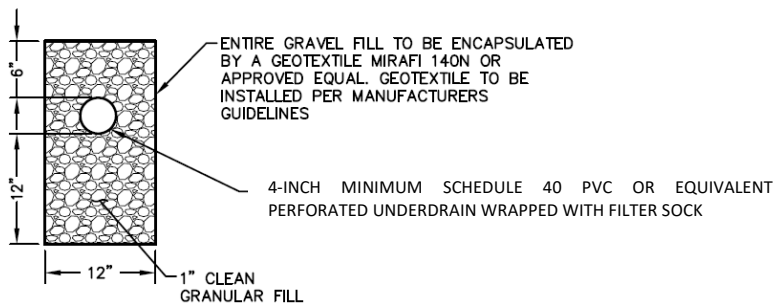 ENTIRE GRAVEL FILL TO BE ENCAPSULATED
BY A GEOTEXTILE MIRAFI 140N OR
APPROVED EQUAL. GEOTEXTILE TO BE
INSTALLED PER MANUFACTURERS
GUIDELINES
6"
4-INCH MINIMUM SCHEDULE 40 PVC OR EQUIVALENT
PERFORATED UNDERDRAIN WRAPPED WITH FILTER SOCK
12"
12"
1" CLEAN
GRANULAR FILL